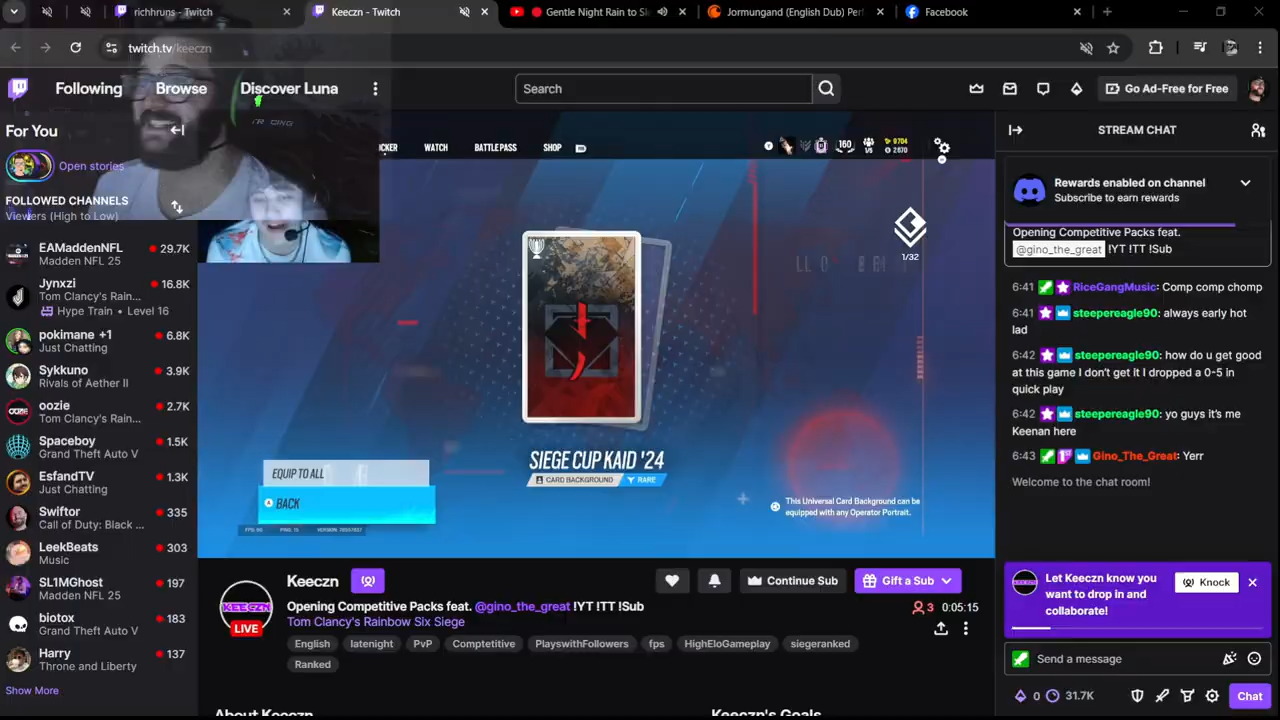 richruns - Twitch
Keeczn - Twitch
Gentle Night Rain to Sl
Jormungand (English Dub) Perf
Facebook
twitch.tv/keeczn
Following
Browse
Discover Luna
Search
Go Ad-Free for Free
For You
Open stories
FOLLOWED CHANNELS
Viewers (High to Low)
EAMaddenNFL
29.7K
Madden NFL 25
Jynxzi
16.8K
Tom Clancy's Rain...
Hype Train • Level 16
pokimane +1
6.8K
Just Chatting
Sykkuno
3.9K
Rivals of Aether II
oozie
2.7K
Tom Clancy's Rain...
Spaceboy
1.5K
Grand Theft Auto V
EsfandTV
1.3K
Just Chatting
Swiftor
335
Call of Duty: Black ...
LeekBeats
303
Music
SL1MGhost
197
Madden NFL 25
biotox
183
Grand Theft Auto V
Harry
137
Throne and Liberty
Show More
CKER
WATCH
BATTLE PASS
SHOP
160
1/5
9704
2670
1/32
SIEGE CUP KAID '24
CARD BACKGROUND
RARE
EQUIP TO ALL
BACK
This Universal Card Background can be
equipped with any Operator Portrait.
KEECZN
LIVE
Keeczn
Continue Sub
Gift a Sub
Opening Competitive Packs feat. @gino_the_great !YT !TT !Sub
Tom Clancy's Rainbow Six Siege
3
0:05:15
English
latenight
PvP
Comptetitive
PlayswithFollowers
fps
HighEloGameplay
siegeranked
Ranked
About Keeczn
Keeczn's Goals
STREAM CHAT
Rewards enabled on channel
Subscribe to earn rewards
Opening Competitive Packs feat.
@gino_the_great !YT !TT !Sub
6:41 RiceGangMusic: Comp comp chomp
6:41 steepereagle90: always early hot
lad
6:42 steepereagle90: how do u get good
at this game I don't get it I dropped a 0-5 in
quick play
6:42 steepereagle90: yo guys it's me
Keenan here
6:43 Gino_The_Great: Yerr
Welcome to the chat room!
Let Keeczn know you
want to drop in and
collaborate!
Knock
Send a message
0
31.7K
Chat